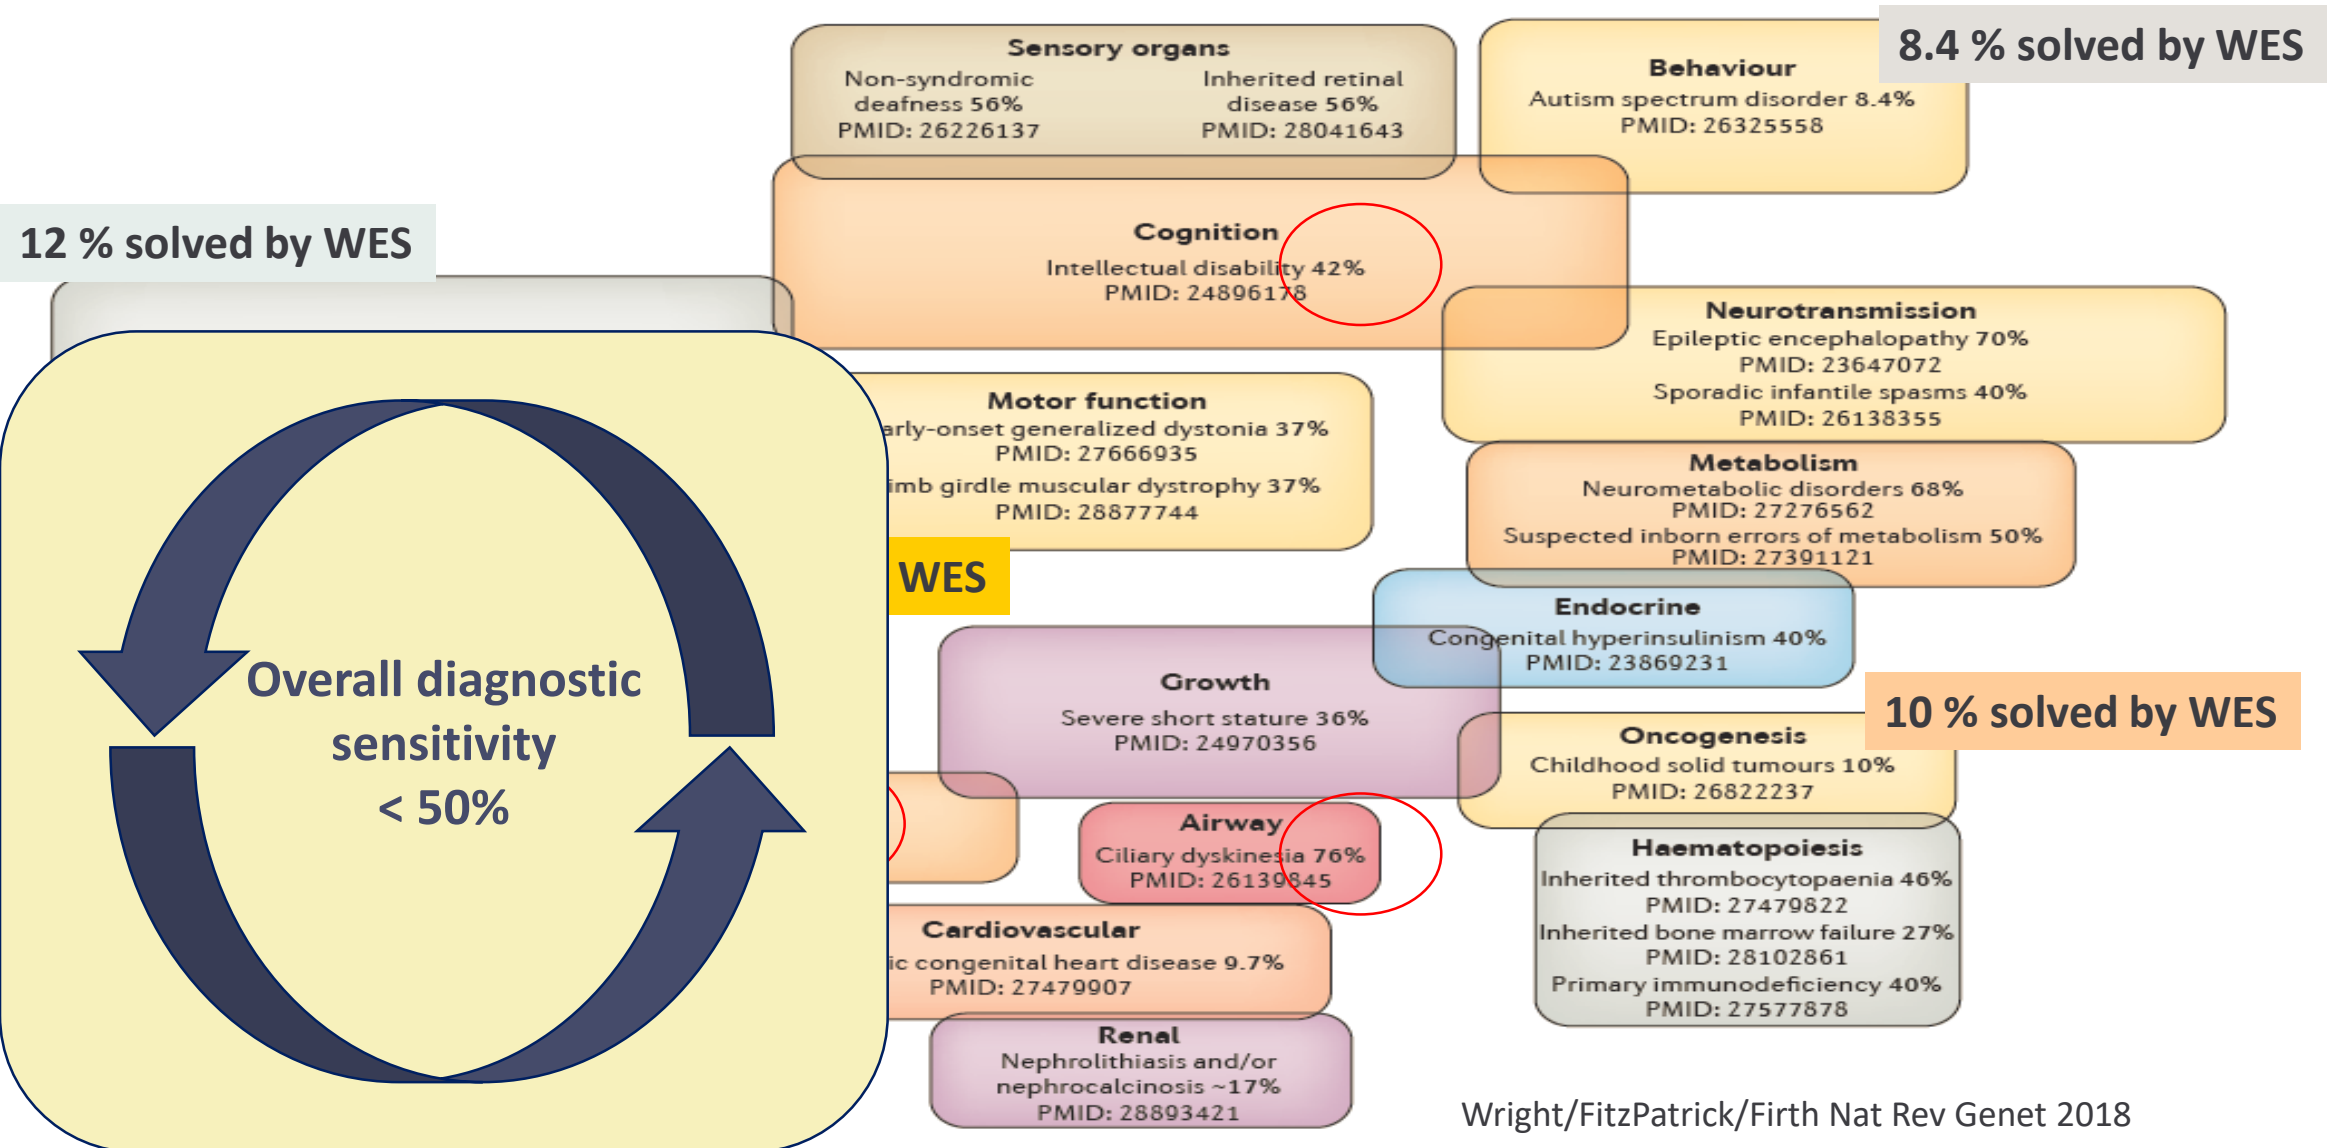 Sensory organs
Non-syndromic
deafness 56%
PMID: 26226137
Inherited retinal
disease 56%
PMID: 28041643
Behaviour
Autism spectrum disorder 8.4%
PMID: 26325558
8.4 % solved by WES
12 % solved by WES
Cognition
Intellectual disability 42%
PMID: 24896178
Neurotransmission
Epileptic encephalopathy 70%
PMID: 23647072
Sporadic infantile spasms 40%
PMID: 26138355
Motor function
arly-onset generalized dystonia 37%
PMID: 27666935
imb girdle muscular dystrophy 37%
PMID: 28877744
Metabolism
Neurometabolic disorders 68%
PMID: 27276562
Suspected inborn errors of metabolism 50%
PMID: 27391121
WES
Endocrine
Congenital hyperinsulinism 40%
PMID: 23869231
Overall diagnostic
sensitivity
< 50%
Growth
Severe short stature 36%
PMID: 24970356
10 % solved by WES
Oncogenesis
Childhood solid tumours 10%
PMID: 26822237
Airway
Ciliary dyskinesia 76%
PMID: 26139845
Haematopoiesis
Inherited thrombocytopaenia 46%
PMID: 27479822
Inherited bone marrow failure 27%
PMID: 28102861
Primary immunodeficiency 40%
PMID: 27577878
Cardiovascular
ic congenital heart disease 9.7%
PMID: 27479907
Renal
Nephrolithiasis and/or
nephrocalcinosis ~17%
PMID: 28893421
Wright/FitzPatrick/Firth Nat Rev Genet 2018